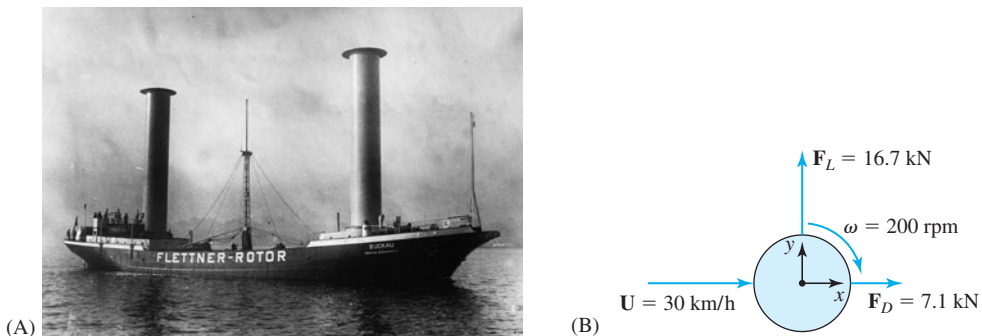 BUCKAU
FLETTNER-ROTOR
(A)
F_L = 16.7 kN
ω = 200 rpm
y
x
U = 30 km/h
F_D = 7.1 kN
(B)